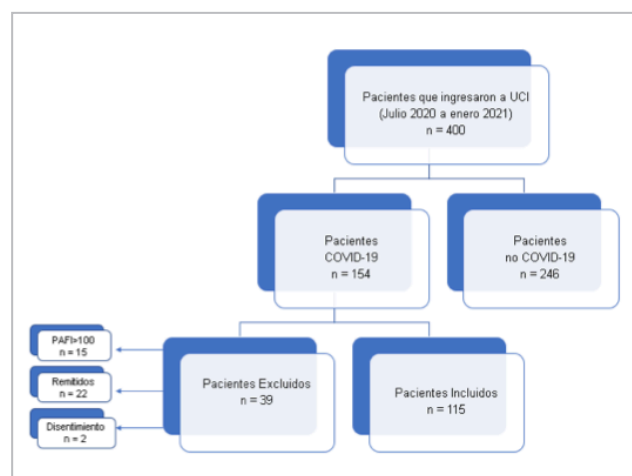 Pacientes que ingresaron a UCI
(Julio 2020 a enero 2021)
n = 400
Pacientes
COVID-19
n = 154
Pacientes
no COVID-19
n = 246
PAFI>100
n = 15
Remitidos
n = 22
Disentimiento
n = 2
Pacientes Excluidos
n = 39
Pacientes Incluidos
n = 115